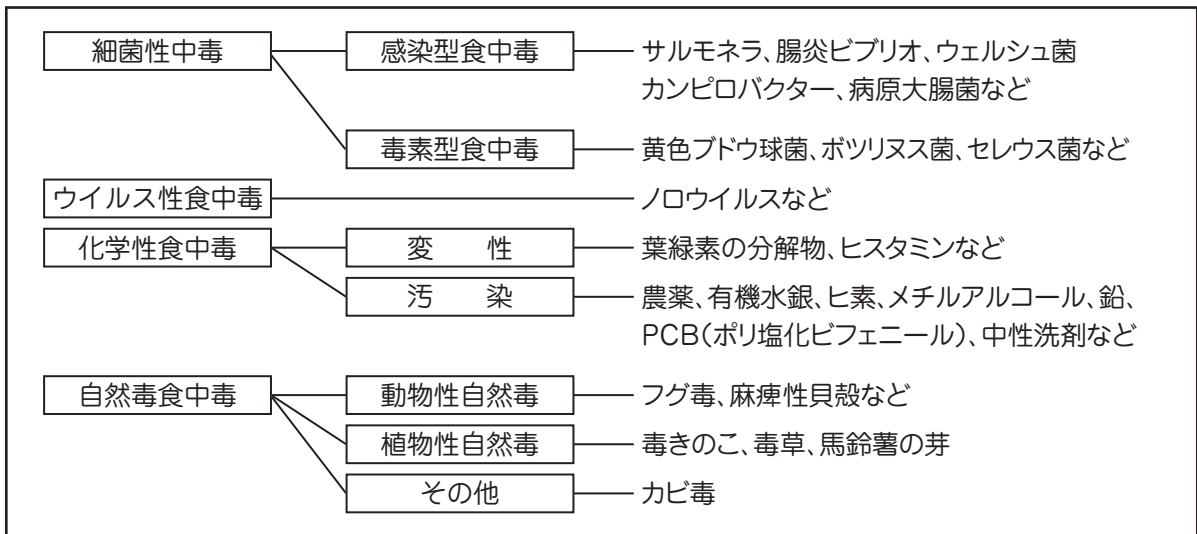 細菌性中毒 感染型食中毒 サルモネラ、腸炎ビブリオ、ウェルシュ菌
カンピロバクター、病原大腸菌など
毒素型食中毒 黄色ブドウ球菌、ボツリヌス菌、セレウス菌など
ウイルス性食中毒 ノロウイルスなど
化学性食中毒 変 性 葉緑素の分解物、ヒスタミンなど
汚 染 農薬、有機水銀、ヒ素、メチルアルコール、鉛、
PCB(ポリ塩化ビフェニール)、中性洗剤など
自然毒食中毒 動物性自然毒 フグ毒、麻痺性貝殻など
植物性自然毒 毒きのこ、毒草、馬鈴薯の芽
その他 カビ毒